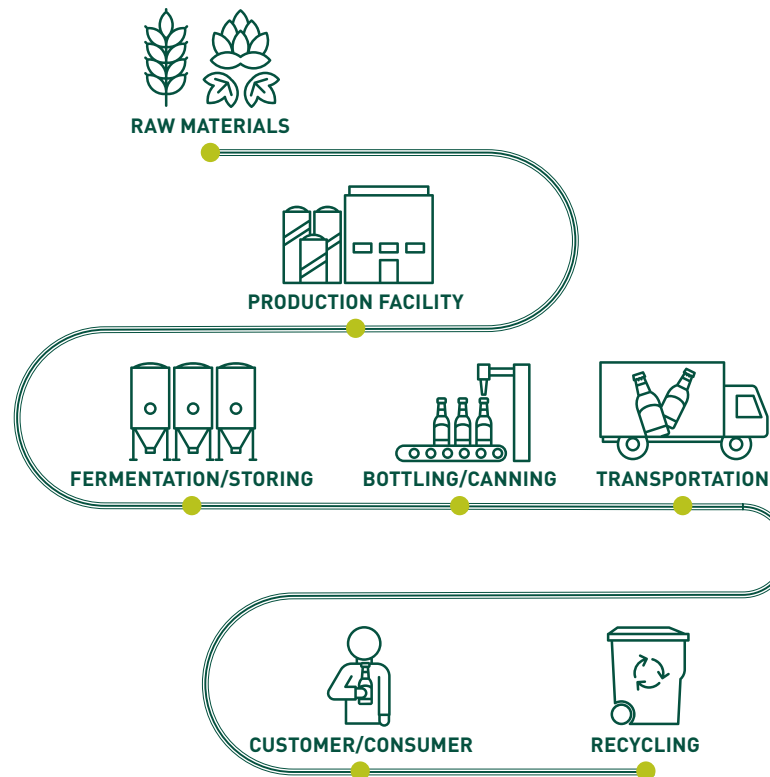 RAW MATERIALS
PRODUCTION FACILITY
FERMENTATION/STORING
BOTTLING/CANNING
TRANSPORTATION
CUSTOMER/CONSUMER
RECYCLING